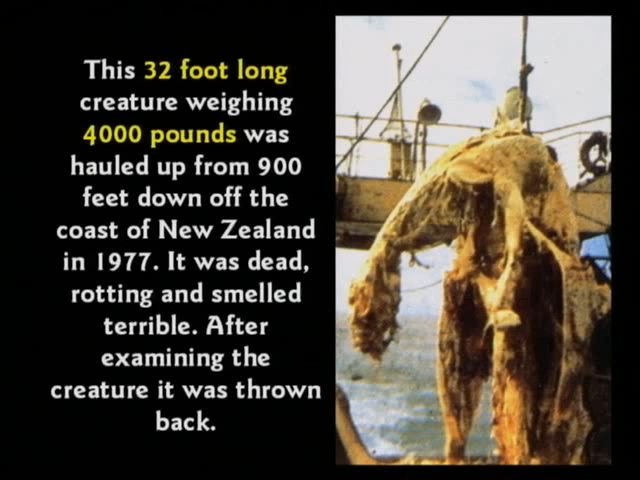 This 32 foot long
creature weighing
4000 pounds was
hauled up from 900
feet down off the
coast of New Zealand
in 1977. It was dead,
rotting and smelled
terrible. After
examining the
creature it was thrown
back.